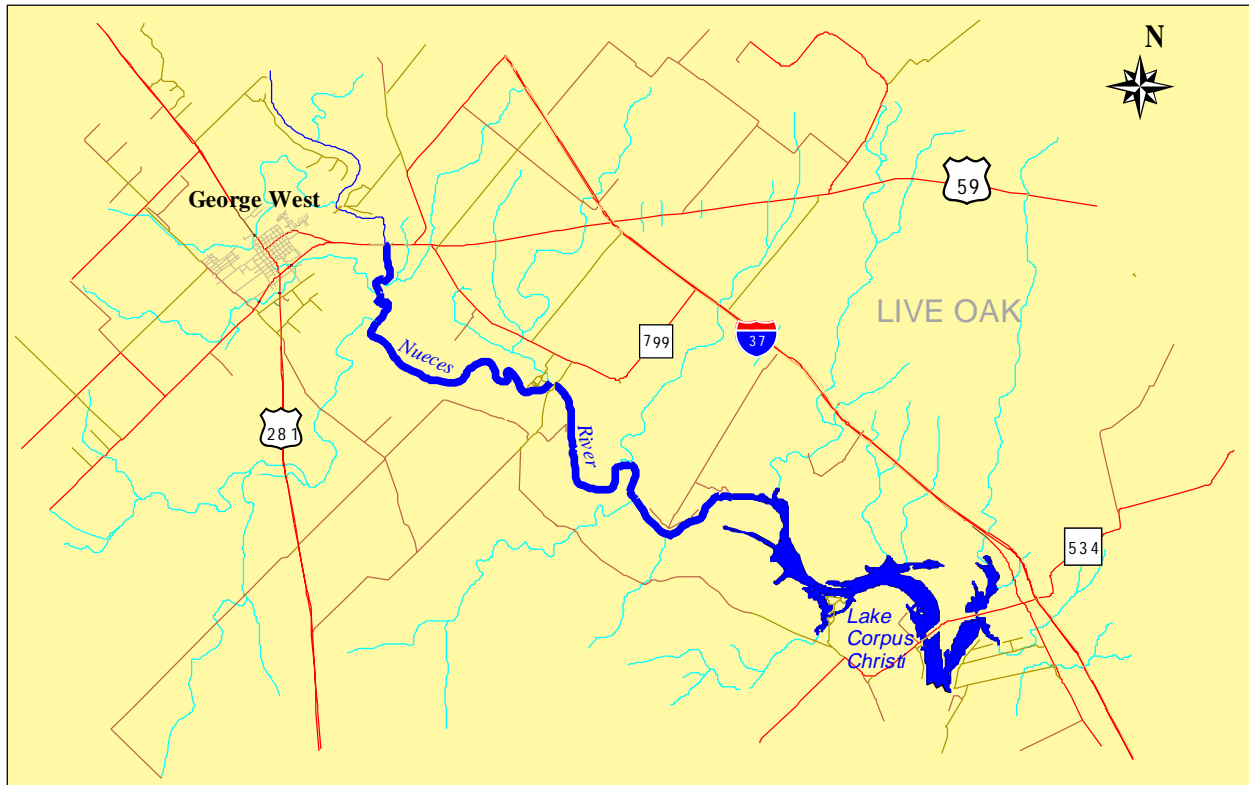 N
59
George West
LIVE OAK
799
37
Nueces
281
River
534
Lake
Corpus
Christi